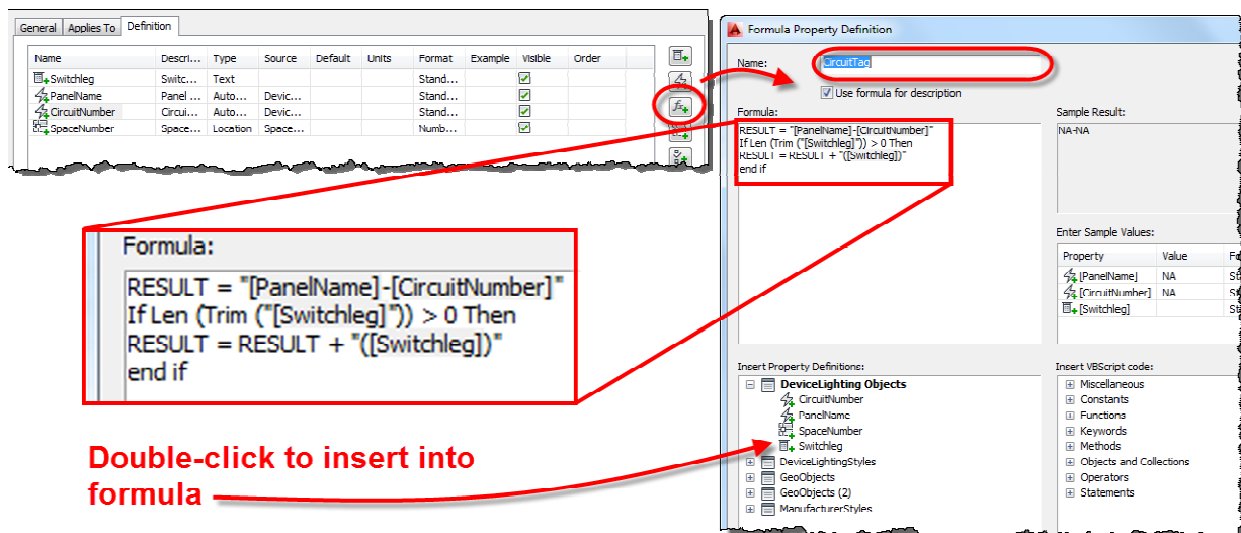 General Applies To Definition
Name Descri... Type Source Default Units Format Example Visible Order
Switchleg Switc... Text Stand...
PanelName Panel ... Auto... Devic... Stand...
CircuitNumber Circui... Auto... Devic... Stand...
SpaceNumber Space... Location Space... Numb...
Formula Property Definition
Name: CircuitTag
Use formula for description
Formula:
RESULT = "[PanelName]-[CircuitNumber]"
If Len (Trim ("[Switchleg]")) > 0 Then
RESULT = RESULT + "([Switchleg])"
end if
Sample Result:
NA-NA
Enter Sample Values:
Property Value
[PanelName] NA
[CircuitNumber] NA
[Switchleg]
Formula:
RESULT = "[PanelName]-[CircuitNumber]"
If Len (Trim ("[Switchleg]")) > 0 Then
RESULT = RESULT + "([Switchleg])"
end if
Insert Property Definitions:
DeviceLighting Objects
CircuitNumber
PanelName
SpaceNumber
Switchleg
DeviceLightingStyles
GeoObjects
GeoObjects (2)
ManufacturerStyles
Insert VBScript code:
Miscellaneous
Constants
Functions
Keywords
Methods
Objects and Collections
Operators
Statements
Double-click to insert into
formula